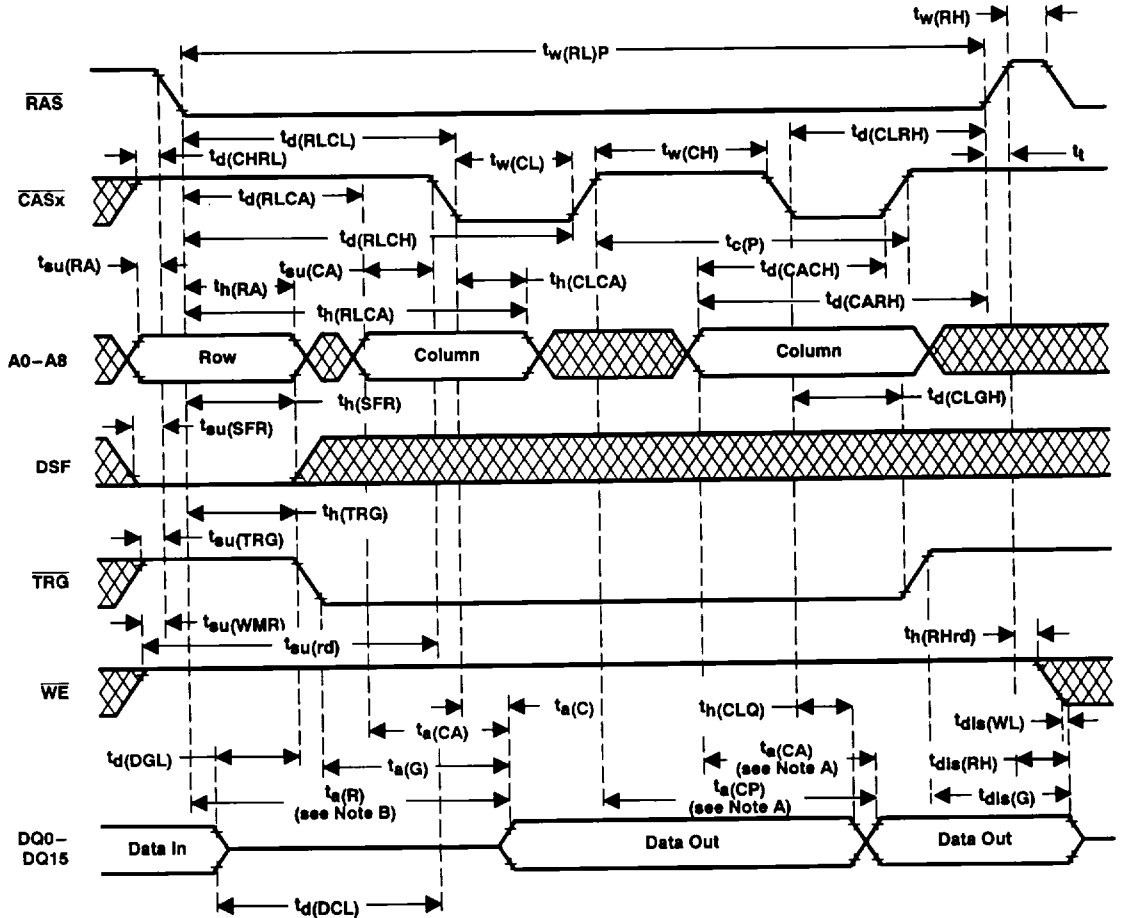 tw(RH)
tw(RL)P
RAS
td(RLCL)
td(CLRH)
td(CHRL)
tw(CL)
tw(CH)
tt
CASx
td(RLCA)
td(RLCH)
tc(P)
tsu(RA)
tsu(CA)
td(CACH)
th(RA)
th(CLCA)
th(RLCA)
td(CARH)
A0–A8
Row
Column
Column
th(SFR)
td(CLGH)
tsu(SFR)
DSF
th(TRG)
tsu(TRG)
TRG
tsu(WMR)
tsu(rd)
th(RHrd)
WE
ta(C)
th(CLQ)
tdis(WL)
ta(CA)
td(DGL)
ta(CA)
(see Note A)
tdis(RH)
ta(G)
ta(R)
(see Note B)
ta(CP)
(see Note A)
tdis(G)
DQ0–
DQ15
Data In
Data Out
Data Out
td(DCL)